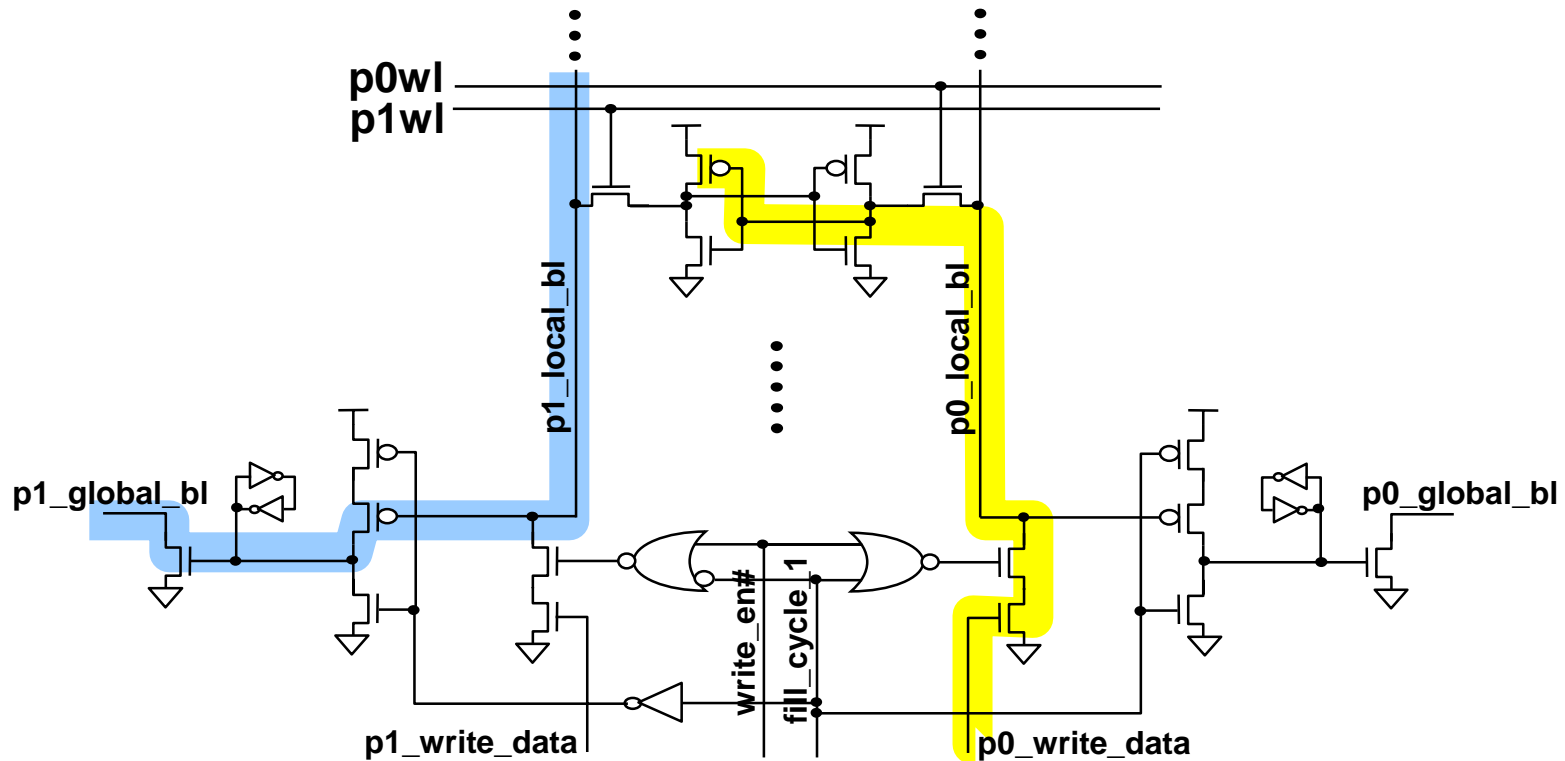 p0wl
p1wl
p1_local_bl
p0_local_bl
p1_global_bl
p0_global_bl
write_en#
fill_cycle_1
p1_write_data
p0_write_data